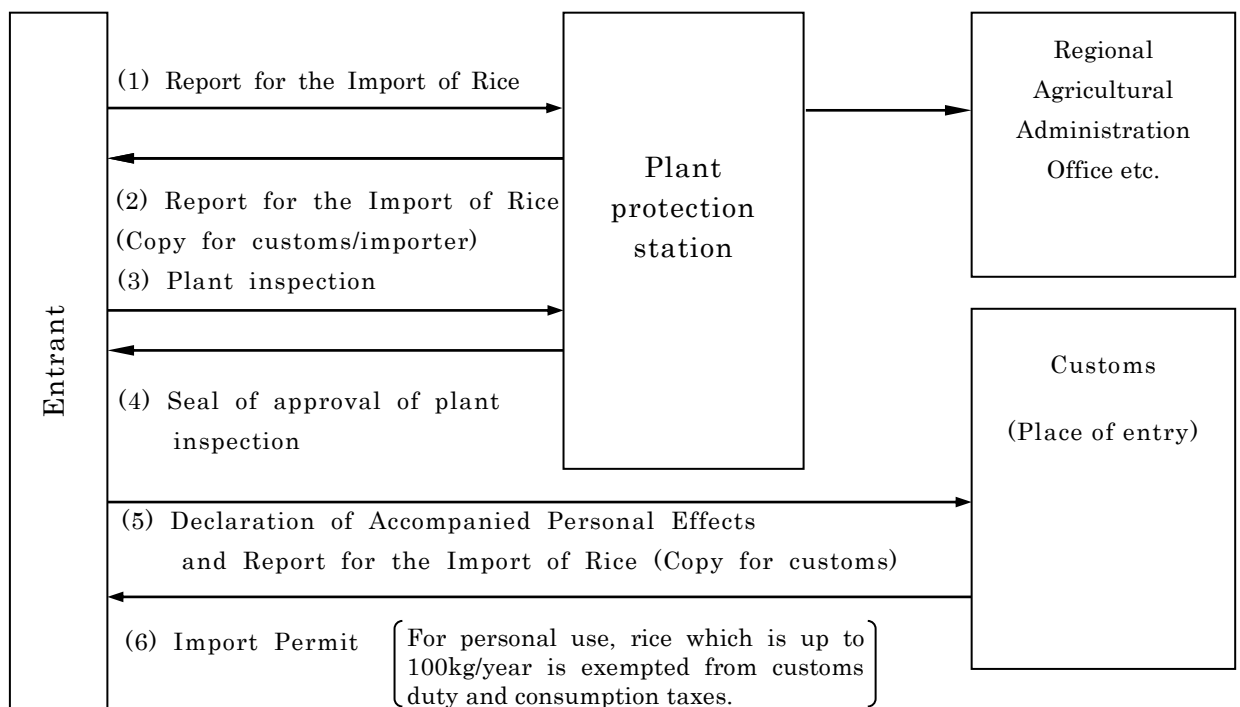 Entrant
(1) Report for the Import of Rice
(2) Report for the Import of Rice
(Copy for customs/importer)
(3) Plant inspection
(4) Seal of approval of plant
inspection
Plant
protection
station
Regional
Agricultural
Administration
Office etc.
Customs
(Place of entry)
(5) Declaration of Accompanied Personal Effects
and Report for the Import of Rice (Copy for customs)
(6) Import Permit
For personal use, rice which is up to
100kg/year is exempted from customs
duty and consumption taxes.